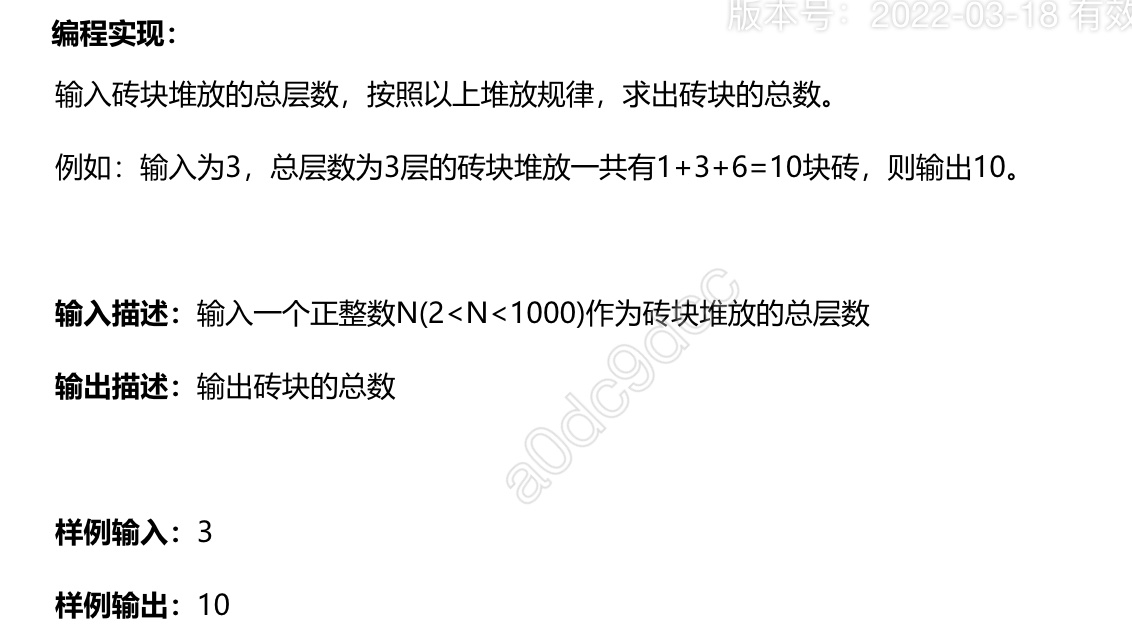 版本号：2022-03-18 有效
编程实现：
输入砖块堆放的总层数，按照以上堆放规律，求出砖块的总数。
例如：输入为3，总层数为3层的砖块堆放一共有1+3+6=10块砖，则输出10。
输入描述：输入一个正整数N(2<N<1000)作为砖块堆放的总层数
输出描述：输出砖块的总数
a0dc9dcc
样例输入：3
样例输出：10